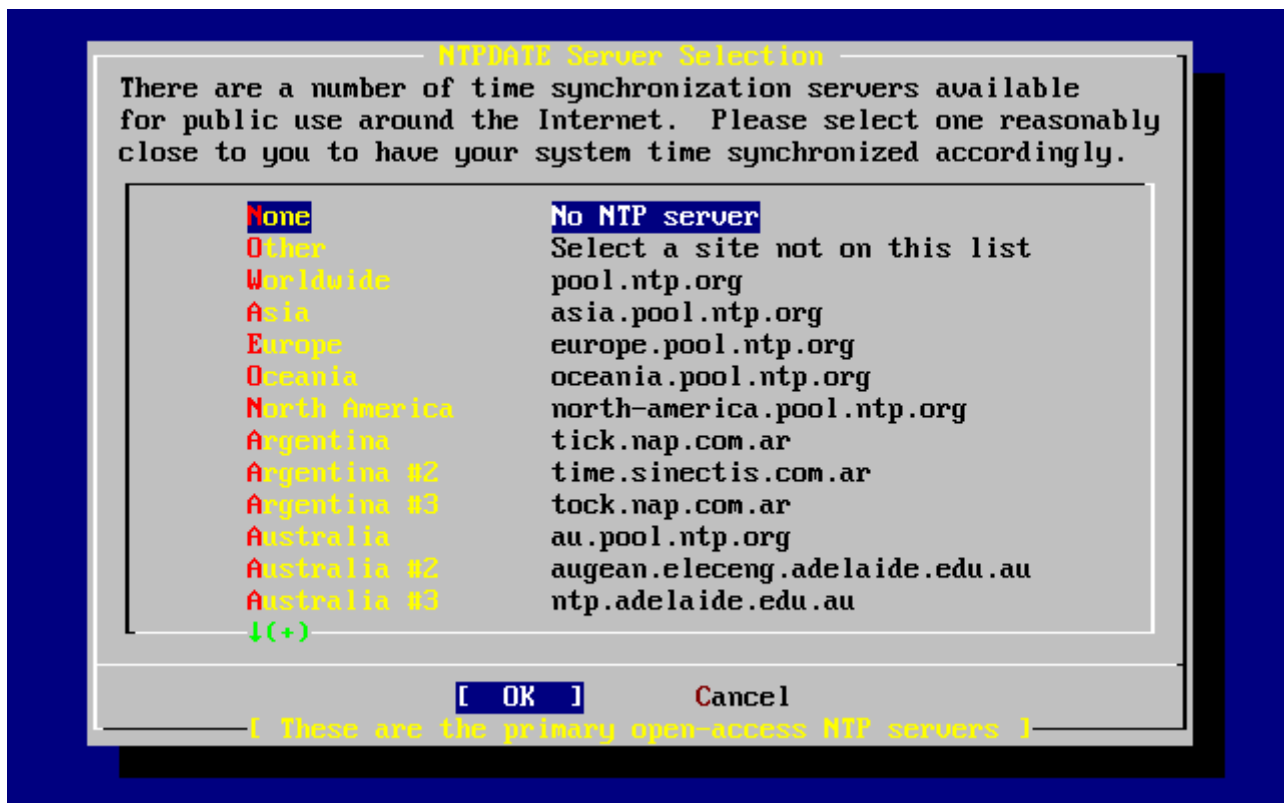 NTPDATE Server Selection
There are a number of time synchronization servers available
for public use around the Internet.  Please select one reasonably
close to you to have your system time synchronized accordingly.
None No NTP server
Other Select a site not on this list
Worldwide pool.ntp.org
Asia asia.pool.ntp.org
Europe europe.pool.ntp.org
Oceania oceania.pool.ntp.org
North America north-america.pool.ntp.org
Argentina tick.nap.com.ar
Argentina #2 time.sinectis.com.ar
Argentina #3 tock.nap.com.ar
Australia au.pool.ntp.org
Australia #2 augean.eleceng.adelaide.edu.au
Australia #3 ntp.adelaide.edu.au
↓(+)
[ OK ] Cancel
[ These are the primary open-access NTP servers ]